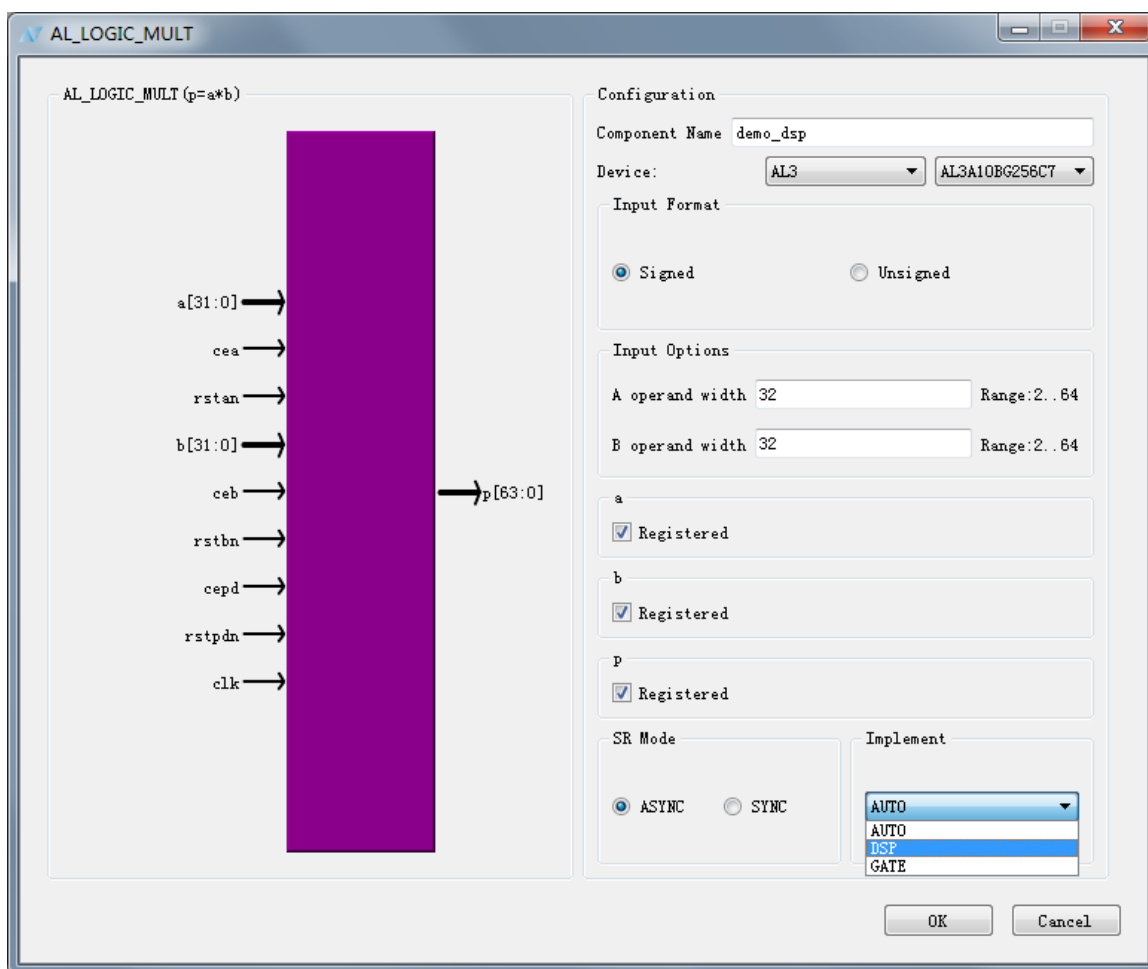 AL_LOGIC_MULT
AL_LOGIC_MULT(p=a*b)
a[31:0]
cea
rstan
b[31:0]
ceb
rstbn
cepd
rstpdn
clk
p[63:0]
Configuration
Component Name demo_dsp
Device: AL3 AL3A10BG256C7
Input Format
Signed Unsigned
Input Options
A operand width 32 Range:2..64
B operand width 32 Range:2..64
a
Registered
b
Registered
p
Registered
SR Mode
ASYNC SYNC
Implement
AUTO
AUTO
DSP
GATE
OK Cancel